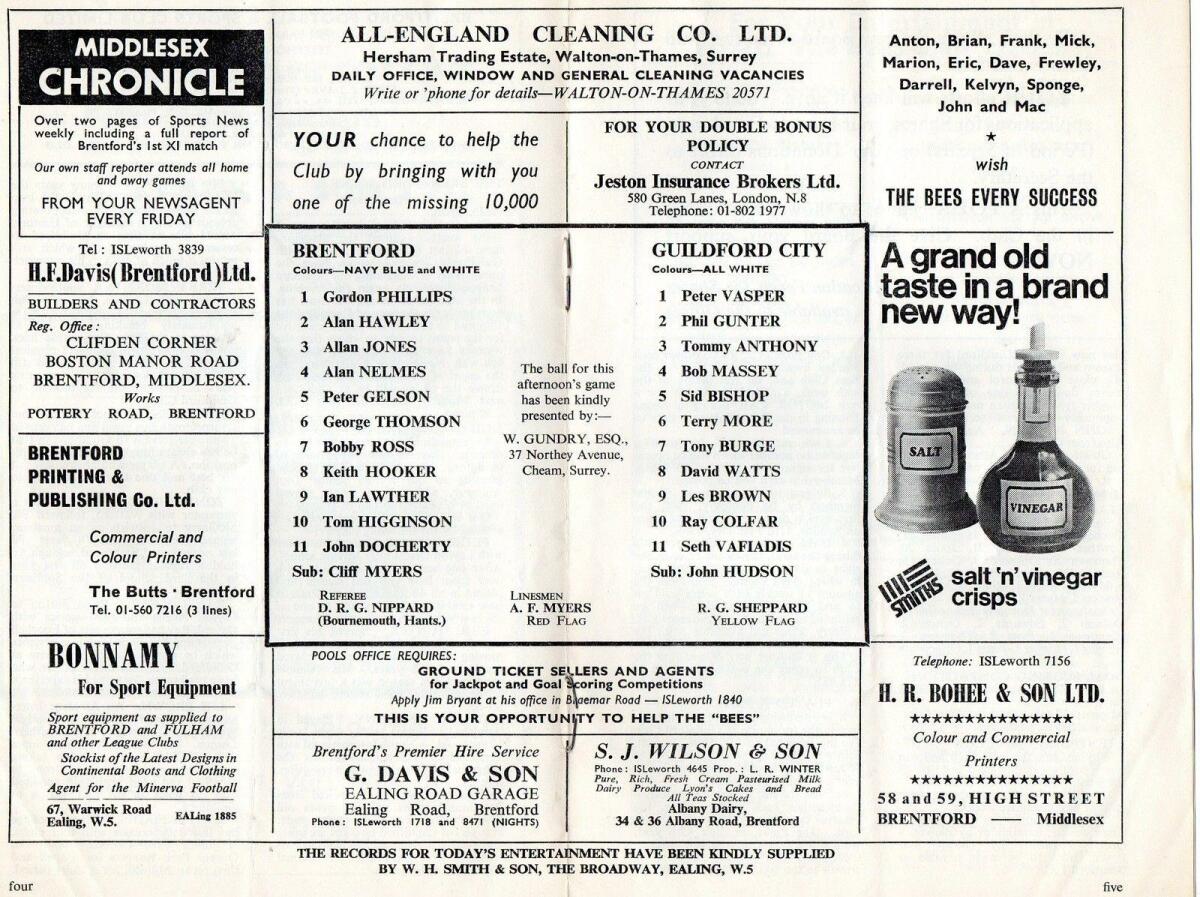 MIDDLESEX
CHRONICLE
Over two pages of Sports News
weekly including a full report of
Brentford's 1st XI match
Our own staff reporter attends all home
and away games
FROM YOUR NEWSAGENT
EVERY FRIDAY
Tel : ISLeworth 3839
H.F.Davis(Brentford)Ltd.
BUILDERS AND CONTRACTORS
Reg. Office :
CLIFDEN CORNER
BOSTON MANOR ROAD
BRENTFORD, MIDDLESEX.
Works
POTTERY ROAD, BRENTFORD
BRENTFORD
PRINTING &
PUBLISHING Co. Ltd.
Commercial and
Colour Printers
The Butts · Brentford
Tel. 01-560 7216 (3 lines)
BONNAMY
For Sport Equipment
Sport equipment as supplied to
BRENTFORD and FULHAM
and other League Clubs
Stockist of the Latest Designs in
Continental Boots and Clothing
Agent for the Minerva Football
67, Warwick Road
Ealing, W.5.
EALing 1885
ALL-ENGLAND CLEANING CO. LTD.
Hersham Trading Estate, Walton-on-Thames, Surrey
DAILY OFFICE, WINDOW AND GENERAL CLEANING VACANCIES
Write or 'phone for details—WALTON-ON-THAMES 20571
YOUR chance to help the
Club by bringing with you
one of the missing 10,000
FOR YOUR DOUBLE BONUS
POLICY
CONTACT
Jeston Insurance Brokers Ltd.
580 Green Lanes, London, N.8
Telephone: 01-802 1977
BRENTFORD
Colours—NAVY BLUE and WHITE
1 Gordon PHILLIPS
2 Alan HAWLEY
3 Allan JONES
4 Alan NELMES
5 Peter GELSON
6 George THOMSON
7 Bobby ROSS
8 Keith HOOKER
9 Ian LAWTHER
10 Tom HIGGINSON
11 John DOCHERTY
Sub: Cliff MYERS
The ball for this
afternoon's game
has been kindly
presented by:—
W. GUNDRY, ESQ.,
37 Northey Avenue,
Cheam, Surrey.
GUILDFORD CITY
Colours—ALL WHITE
1 Peter VASPER
2 Phil GUNTER
3 Tommy ANTHONY
4 Bob MASSEY
5 Sid BISHOP
6 Terry MORE
7 Tony BURGE
8 David WATTS
9 Les BROWN
10 Ray COLFAR
11 Seth VAFIADIS
Sub: John HUDSON
REFEREE
D. R. G. NIPPARD
(Bournemouth, Hants.)
LINESMEN
A. F. MYERS
RED FLAG
R. G. SHEPPARD
YELLOW FLAG
POOLS OFFICE REQUIRES:
GROUND TICKET SELLERS AND AGENTS
for Jackpot and Goal Scoring Competitions
Apply Jim Bryant at his office in Braemar Road — ISLeworth 1840
THIS IS YOUR OPPORTUNITY TO HELP THE "BEES"
Brentford's Premier Hire Service
G. DAVIS & SON
EALING ROAD GARAGE
Ealing Road, Brentford
Phone : ISLeworth 1718 and 8471 (NIGHTS)
S. J. WILSON & SON
Phone : ISLeworth 4645 Prop. : L. R. WINTER
Pure, Rich, Fresh Cream Pasteurised Milk
Dairy Produce Lyon's Cakes and Bread
All Teas Stocked
Albany Dairy,
34 & 36 Albany Road, Brentford
Anton, Brian, Frank, Mick,
Marion, Eric, Dave, Frewley,
Darrell, Kelvyn, Sponge,
John and Mac
★
wish
THE BEES EVERY SUCCESS
A grand old
taste in a brand
new way!
SALT
VINEGAR
SMITHS
salt 'n' vinegar
crisps
Telephone: ISLeworth 7156
H. R. BOHEE & SON LTD.
★★★★★★★★★★★★★★★
Colour and Commercial
Printers
★★★★★★★★★★★★★★★
58 and 59, HIGH STREET
BRENTFORD — Middlesex
THE RECORDS FOR TODAY'S ENTERTAINMENT HAVE BEEN KINDLY SUPPLIED
BY W. H. SMITH & SON, THE BROADWAY, EALING, W.5
four
five